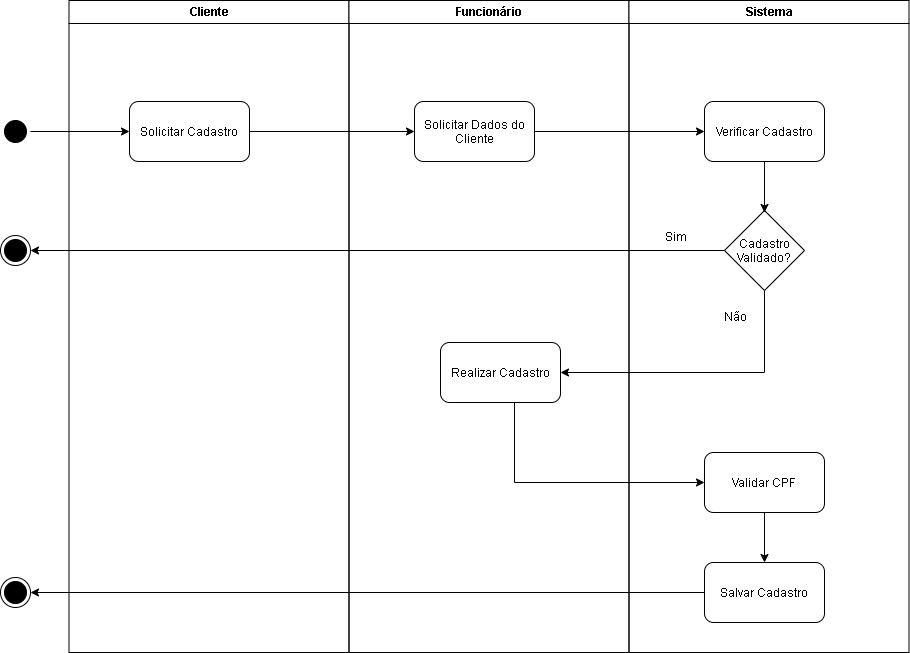 Cliente
Funcionário
Sistema
Solicitar Cadastro
Solicitar Dados do
Cliente
Verificar Cadastro
Sim
Cadastro
Validado?
Não
Realizar Cadastro
Validar CPF
Salvar Cadastro